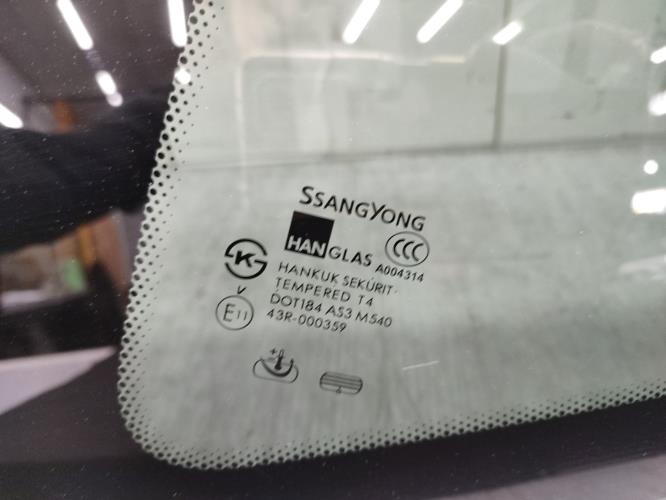 SSANGYONG
HANGLAS
CCC
A004314
K
HANKUK SEKURIT
TEMPERED T4
V
DOT184 AS3 M540
E11
43R-000359